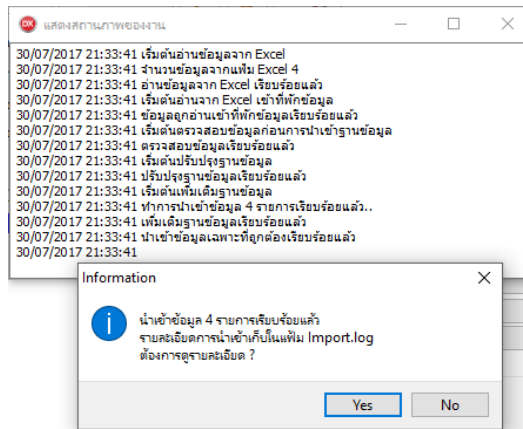 แสดงสถานภาพของงาน
30/07/2017 21:33:41 เริ่มต้นอ่านข้อมูลจาก Excel
30/07/2017 21:33:41 จำนวนข้อมูลจากแฟ้ม Excel 4
30/07/2017 21:33:41 อ่านข้อมูลจาก Excel เรียบร้อยแล้ว
30/07/2017 21:33:41 เริ่มต้นอ่านจาก Excel เข้าที่พักข้อมูล
30/07/2017 21:33:41 ข้อมูลถูกอ่านเข้าที่พักข้อมูลเรียบร้อยแล้ว
30/07/2017 21:33:41 เริ่มต้นตรวจสอบข้อมูลก่อนการนำเข้าฐานข้อมูล
30/07/2017 21:33:41 ตรวจสอบข้อมูลเรียบร้อยแล้ว
30/07/2017 21:33:41 เริ่มต้นปรับปรุงฐานข้อมูล
30/07/2017 21:33:41 ปรับปรุงฐานข้อมูลเรียบร้อยแล้ว
30/07/2017 21:33:41 เริ่มต้นเพิ่มเติมฐานข้อมูล
30/07/2017 21:33:41 ทำการนำเข้าข้อมูล 4 รายการเรียบร้อยแล้ว..
30/07/2017 21:33:41 เพิ่มเติมฐานข้อมูลเรียบร้อยแล้ว
30/07/2017 21:33:41 นำเข้าข้อมูลเฉพาะที่ถูกต้องเรียบร้อยแล้ว
30/07/2017 21:33:41
Information
นำเข้าข้อมูล 4 รายการเรียบร้อยแล้ว
รายละเอียดการนำเข้าเก็บในแฟ้ม Import.log
ต้องการดูรายละเอียด ?
Yes No